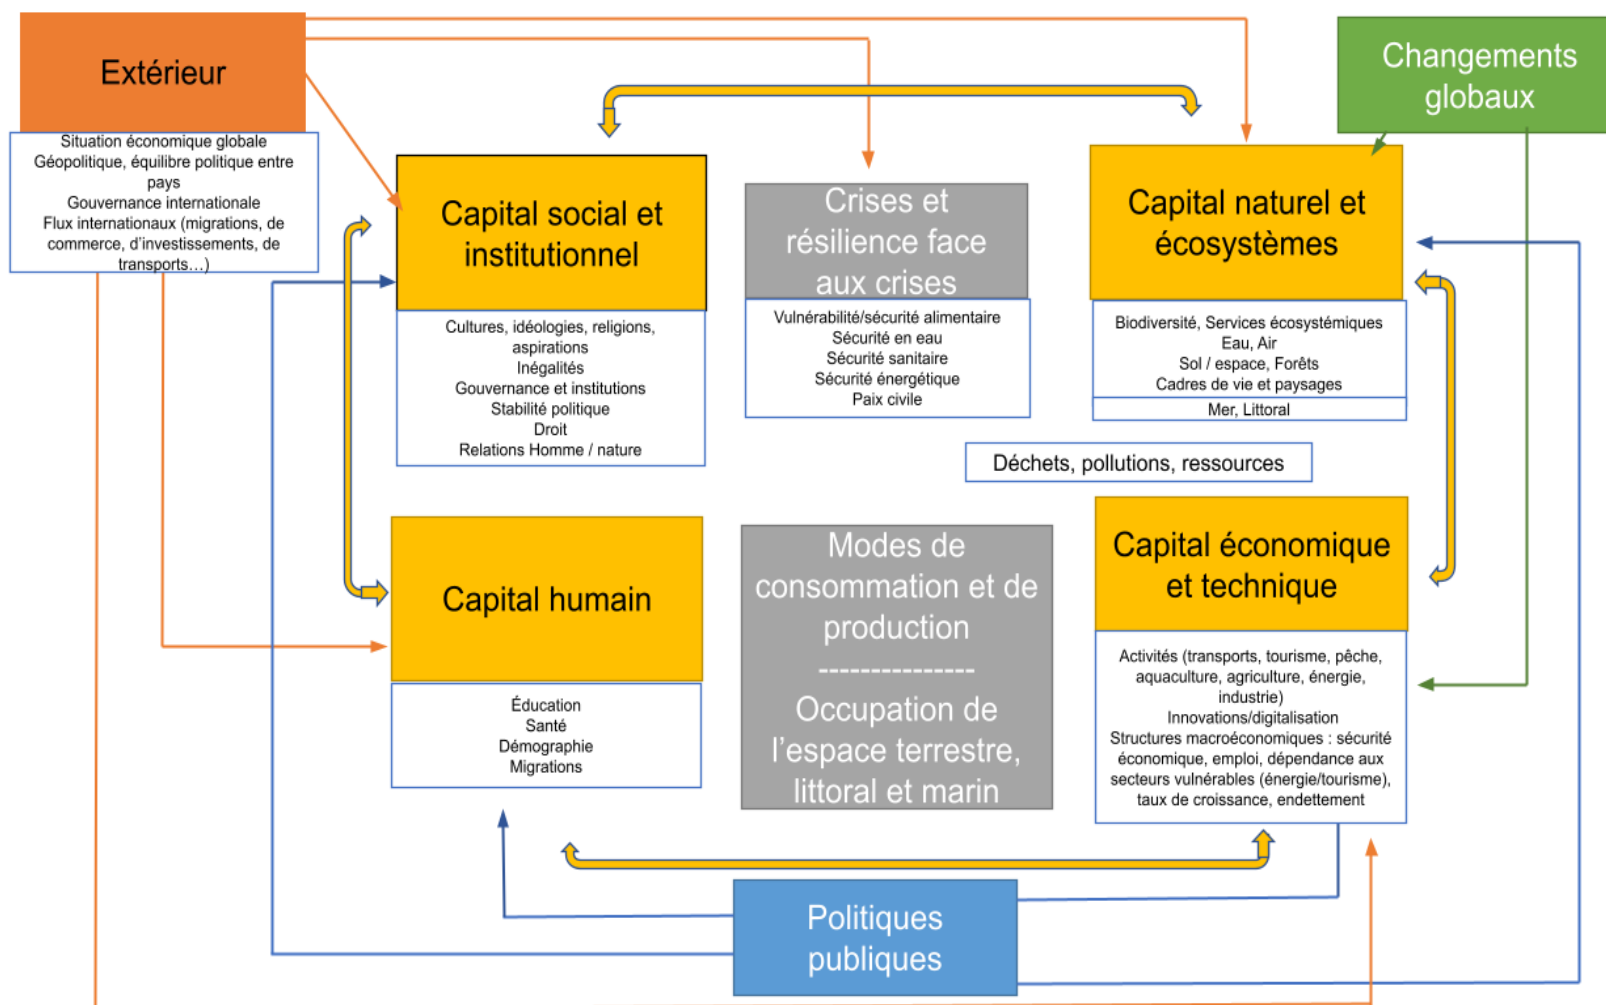 Extérieur
Situation économique globale
Géopolitique, équilibre politique entre
pays
Gouvernance internationale
Flux internationaux (migrations, de
commerce, d'investissements, de
transports…)
Changements
globaux
Capital social et
institutionnel
Cultures, idéologies, religions,
aspirations
Inégalités
Gouvernance et institutions
Stabilité politique
Droit
Relations Homme / nature
Crises et
résilience face
aux crises
Vulnérabilité/sécurité alimentaire
Sécurité en eau
Sécurité sanitaire
Sécurité énergétique
Paix civile
Capital naturel et
écosystèmes
Biodiversité, Services écosystémiques
Eau, Air
Sol / espace, Forêts
Cadres de vie et paysages
Mer, Littoral
Déchets, pollutions, ressources
Capital humain
Éducation
Santé
Démographie
Migrations
Modes de
consommation et de
production
---------------
Occupation de
l'espace terrestre,
littoral et marin
Capital économique
et technique
Activités (transports, tourisme, pêche,
aquaculture, agriculture, énergie,
industrie)
Innovations/digitalisation
Structures macroéconomiques : sécurité
économique, emploi, dépendance aux
secteurs vulnérables (énergie/tourisme),
taux de croissance, endettement
Politiques
publiques